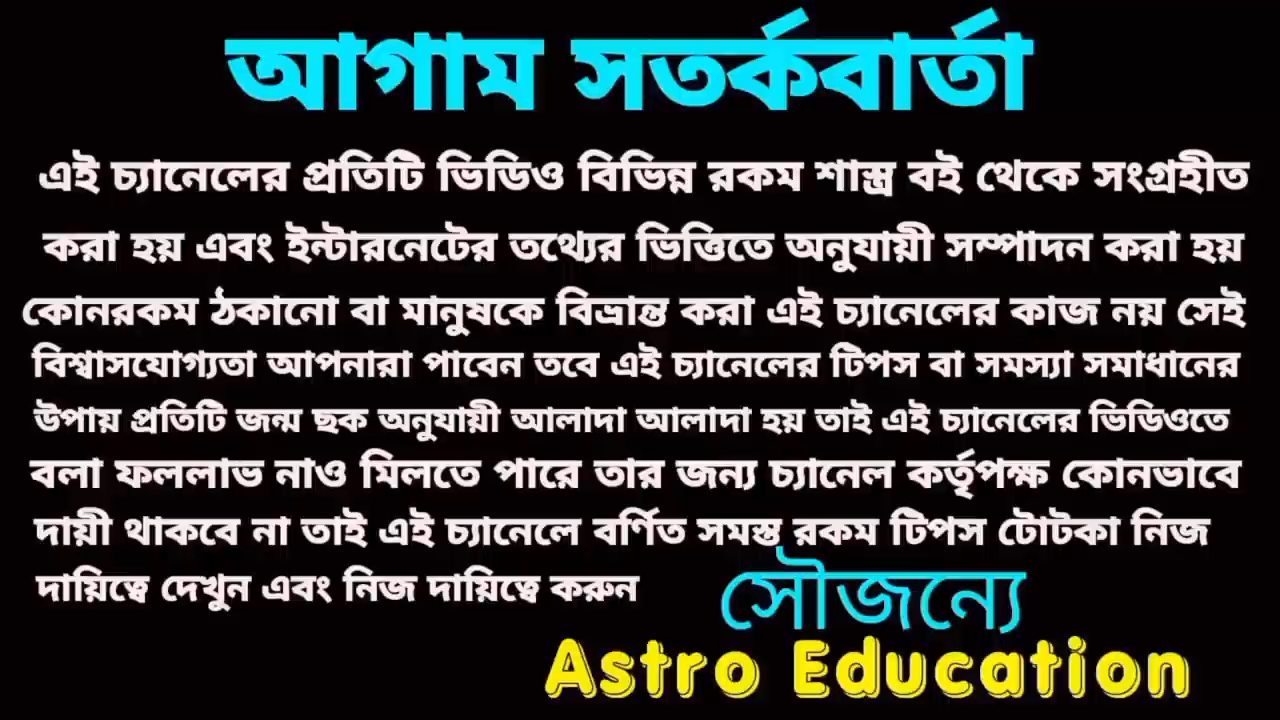 আগাম সতর্কবার্তা
এই চ্যানেলের প্রতিটি ভিডিও বিভিন্ন রকম শাস্ত্র বই থেকে সংগ্রহীত
করা হয় এবং ইন্টারনেটের তথ্যের ভিত্তিতে অনুযায়ী সম্পাদন করা হয়
কোনরকম ঠকানো বা মানুষকে বিভ্রান্ত করা এই চ্যানেলের কাজ নয় সেই
বিশ্বাসযোগ্যতা আপনারা পাবেন তবে এই চ্যানেলের টিপস বা সমস্যা সমাধানের
উপায় প্রতিটি জন্ম ছক অনুযায়ী আলাদা আলাদা হয় তাই এই চ্যানেলের ভিডিওতে
বলা ফললাভ নাও মিলতে পারে তার জন্য চ্যানেল কর্তৃপক্ষ কোনভাবে
দায়ী থাকবে না তাই এই চ্যানেলে বর্ণিত সমস্ত রকম টিপস টোটকা নিজ
দায়িত্বে দেখুন এবং নিজ দায়িত্বে করুন
সৌজন্যে
Astro Education